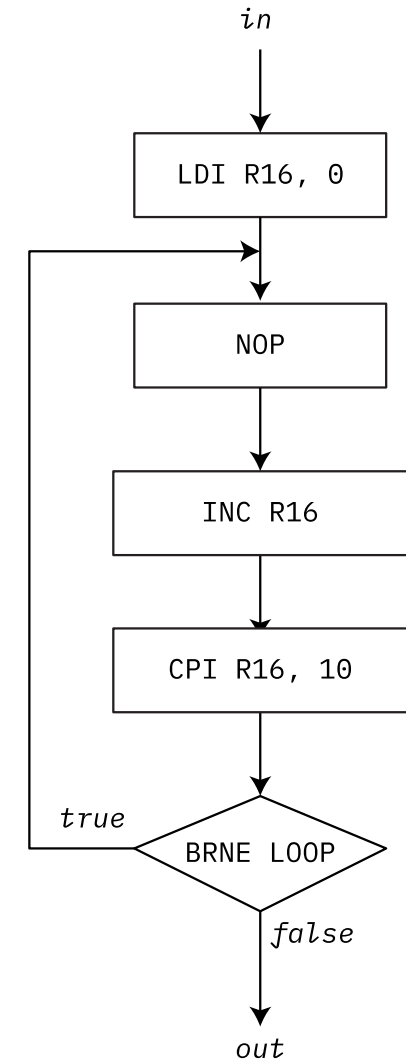 in
LDI R16, 0
NOP
INC R16
CPI R16, 10
true
BRNE LOOP
false
out